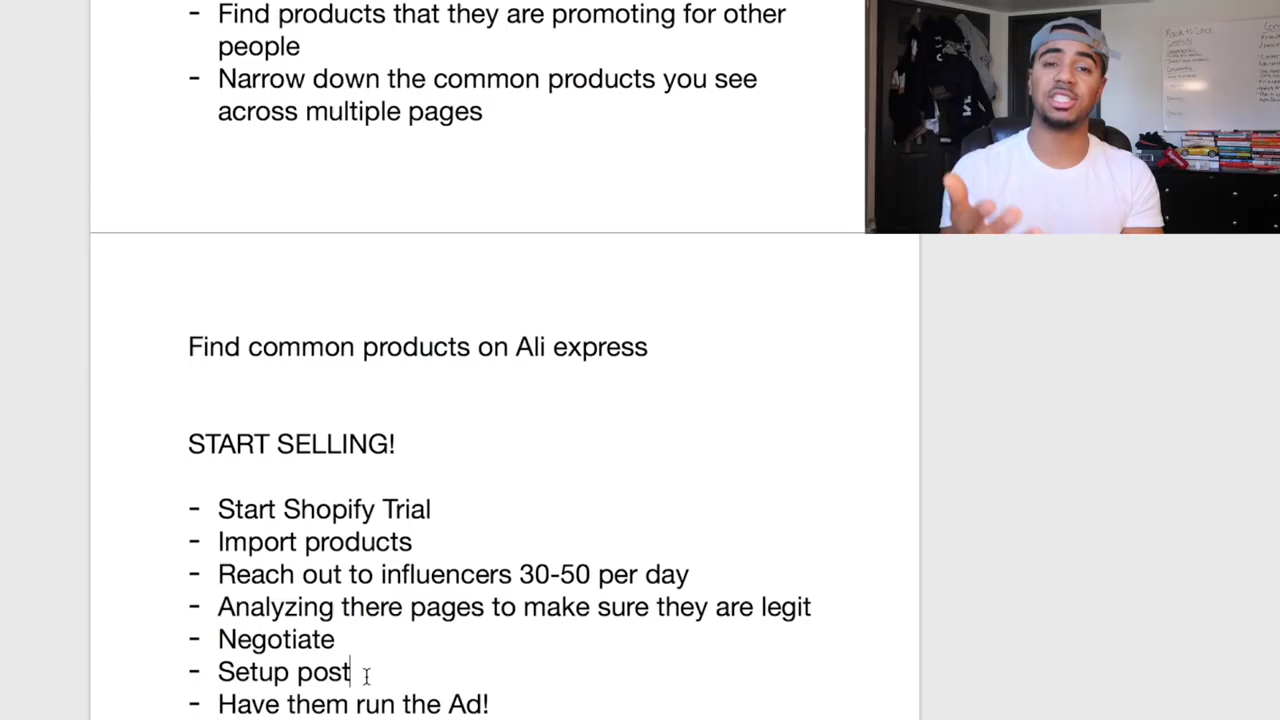 - Find products that they are promoting for other
people
- Narrow down the common products you see
across multiple pages
Find common products on Ali express
START SELLING!
- Start Shopify Trial
- Import products
- Reach out to influencers 30-50 per day
- Analyzing there pages to make sure they are legit
- Negotiate
- Setup post
- Have them run the Ad!